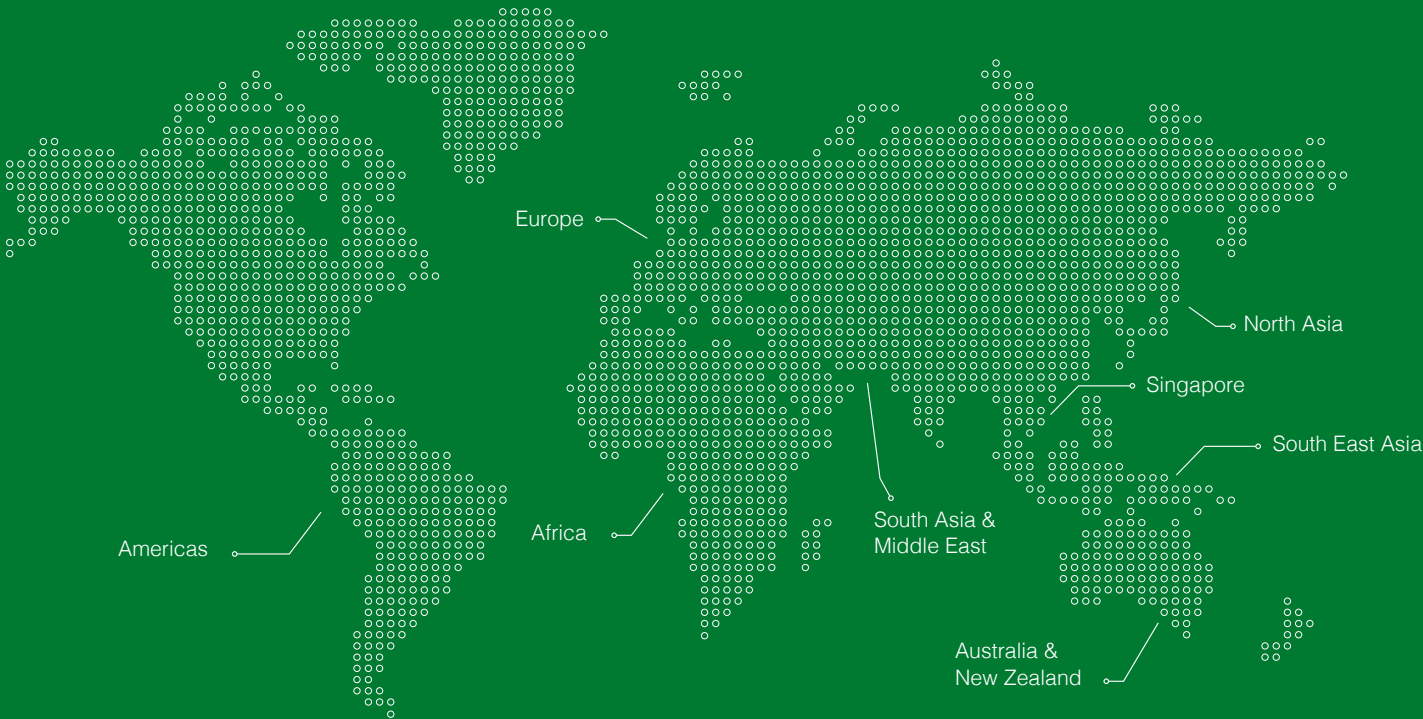 Europe
North Asia
Singapore
South East Asia
South Asia &
Middle East
Africa
Americas
Australia &
New Zealand